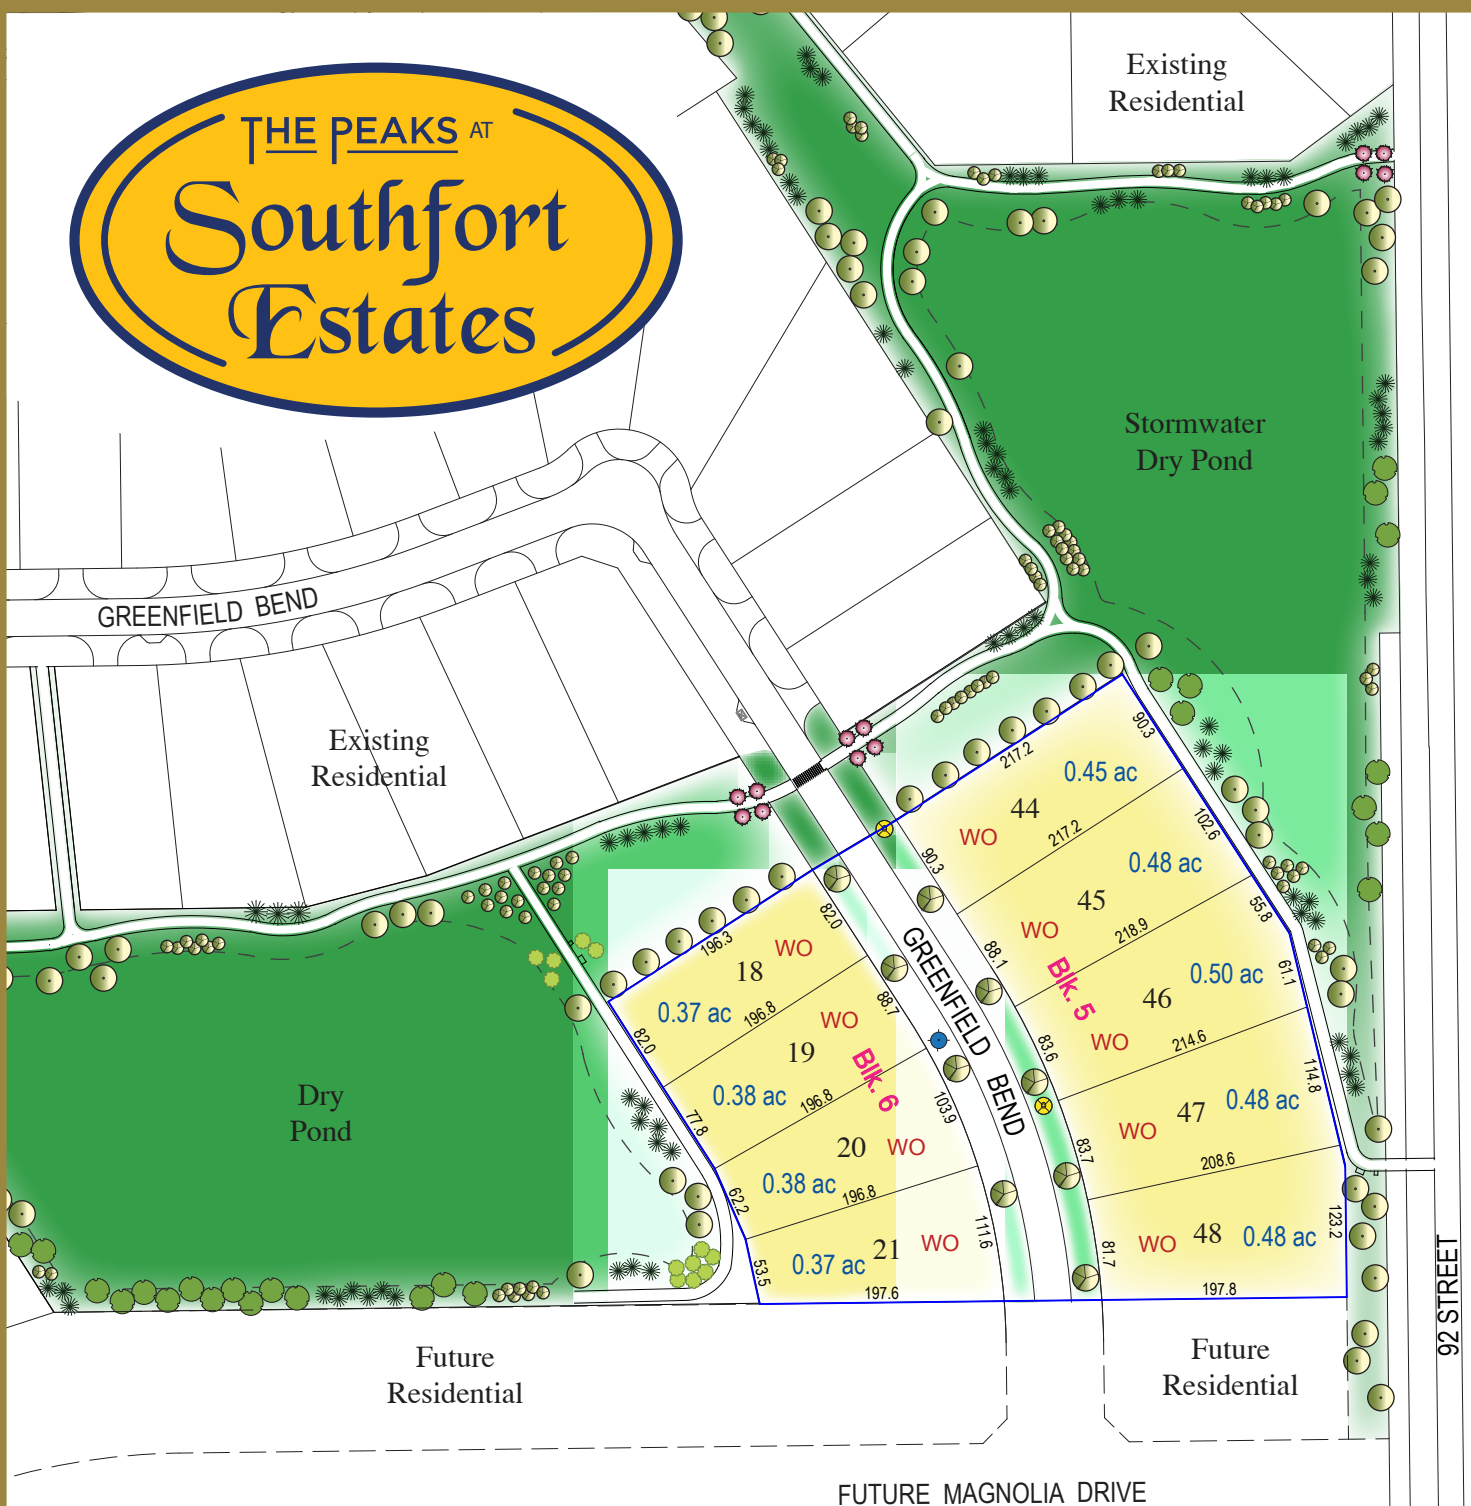 THE PEAKS AT
Southfort
Estates
Existing
Residential
Stormwater
Dry Pond
GREENFIELD BEND
Existing
Residential
90.3
217.2
0.45 ac
44
WO
217.2
102.6
90.3
0.48 ac
45
WO
218.9
55.8
88.1
0.50 ac
46
WO
61.1
Blk. 5
214.6
83.6
114.8
47
0.48 ac
WO
83.7
208.6
123.2
48
0.48 ac
WO
81.7
197.8
GREENFIELD BEND
82.0
196.3
WO
18
0.37 ac
196.8
82.0
88.7
WO
19
0.38 ac
196.8
77.8
Blk. 6
103.9
20
WO
0.38 ac
196.8
62.2
111.6
21
WO
0.37 ac
53.5
197.6
Dry
Pond
Future
Residential
Future
Residential
92 STREET
FUTURE MAGNOLIA DRIVE